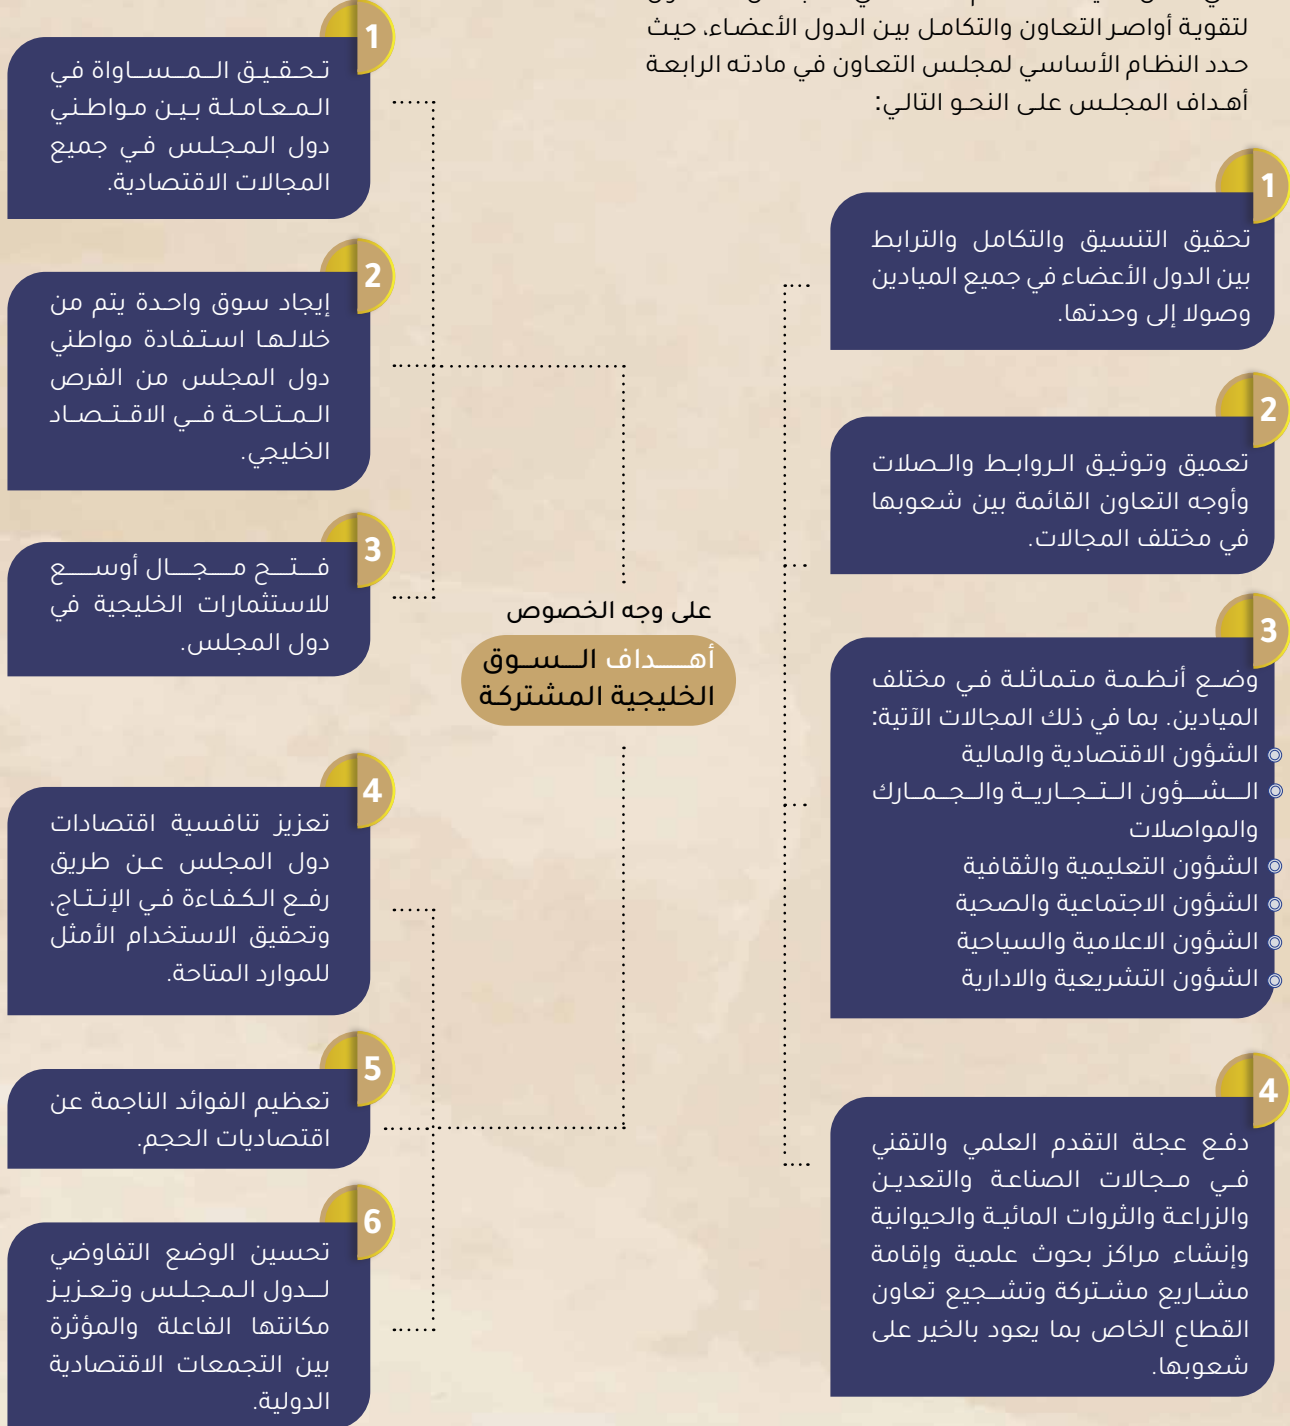 لتقوية أواصر التعاون والتكامل بين الدول الأعضاء، حيث
حدد النظام الأساسي لمجلس التعاون في مادته الرابعة
أهداف المجلس على النحو التالي:
1
تحقيق التنسيق والتكامل والترابط
بين الدول الأعضاء في جميع الميادين
وصولا إلى وحدتها.
2
تعميق وتوثيق الروابط والصلات
وأوجه التعاون القائمة بين شعوبها
في مختلف المجالات.
3
وضع أنظمة متماثلة في مختلف
الميادين. بما في ذلك المجالات الآتية:
الشؤون الاقتصادية والمالية
الشؤون التجارية والجمارك
والمواصلات
الشؤون التعليمية والثقافية
الشؤون الاجتماعية والصحية
الشؤون الاعلامية والسياحية
الشؤون التشريعية والادارية
4
دفع عجلة التقدم العلمي والتقني
في مجالات الصناعة والتعدين
والزراعة والثروات المائية والحيوانية
وإنشاء مراكز بحوث علمية وإقامة
مشاريع مشتركة وتشجيع تعاون
القطاع الخاص بما يعود بالخير على
شعوبها.
على وجه الخصوص
أهداف السوق
الخليجية المشتركة
1
تحقيق المساواة في
المعاملة بين مواطني
دول المجلس في جميع
المجالات الاقتصادية.
2
إيجاد سوق واحدة يتم من
خلالها استفادة مواطني
دول المجلس من الفرص
المتاحة في الاقتصاد
الخليجي.
3
فتح مجال أوسع
للاستثمارات الخليجية في
دول المجلس.
4
تعزيز تنافسية اقتصادات
دول المجلس عن طريق
رفع الكفاءة في الإنتاج،
وتحقيق الاستخدام الأمثل
للموارد المتاحة.
5
تعظيم الفوائد الناجمة عن
اقتصاديات الحجم.
6
تحسين الوضع التفاوضي
لدول المجلس وتعزيز
مكانتها الفاعلة والمؤثرة
بين التجمعات الاقتصادية
الدولية.